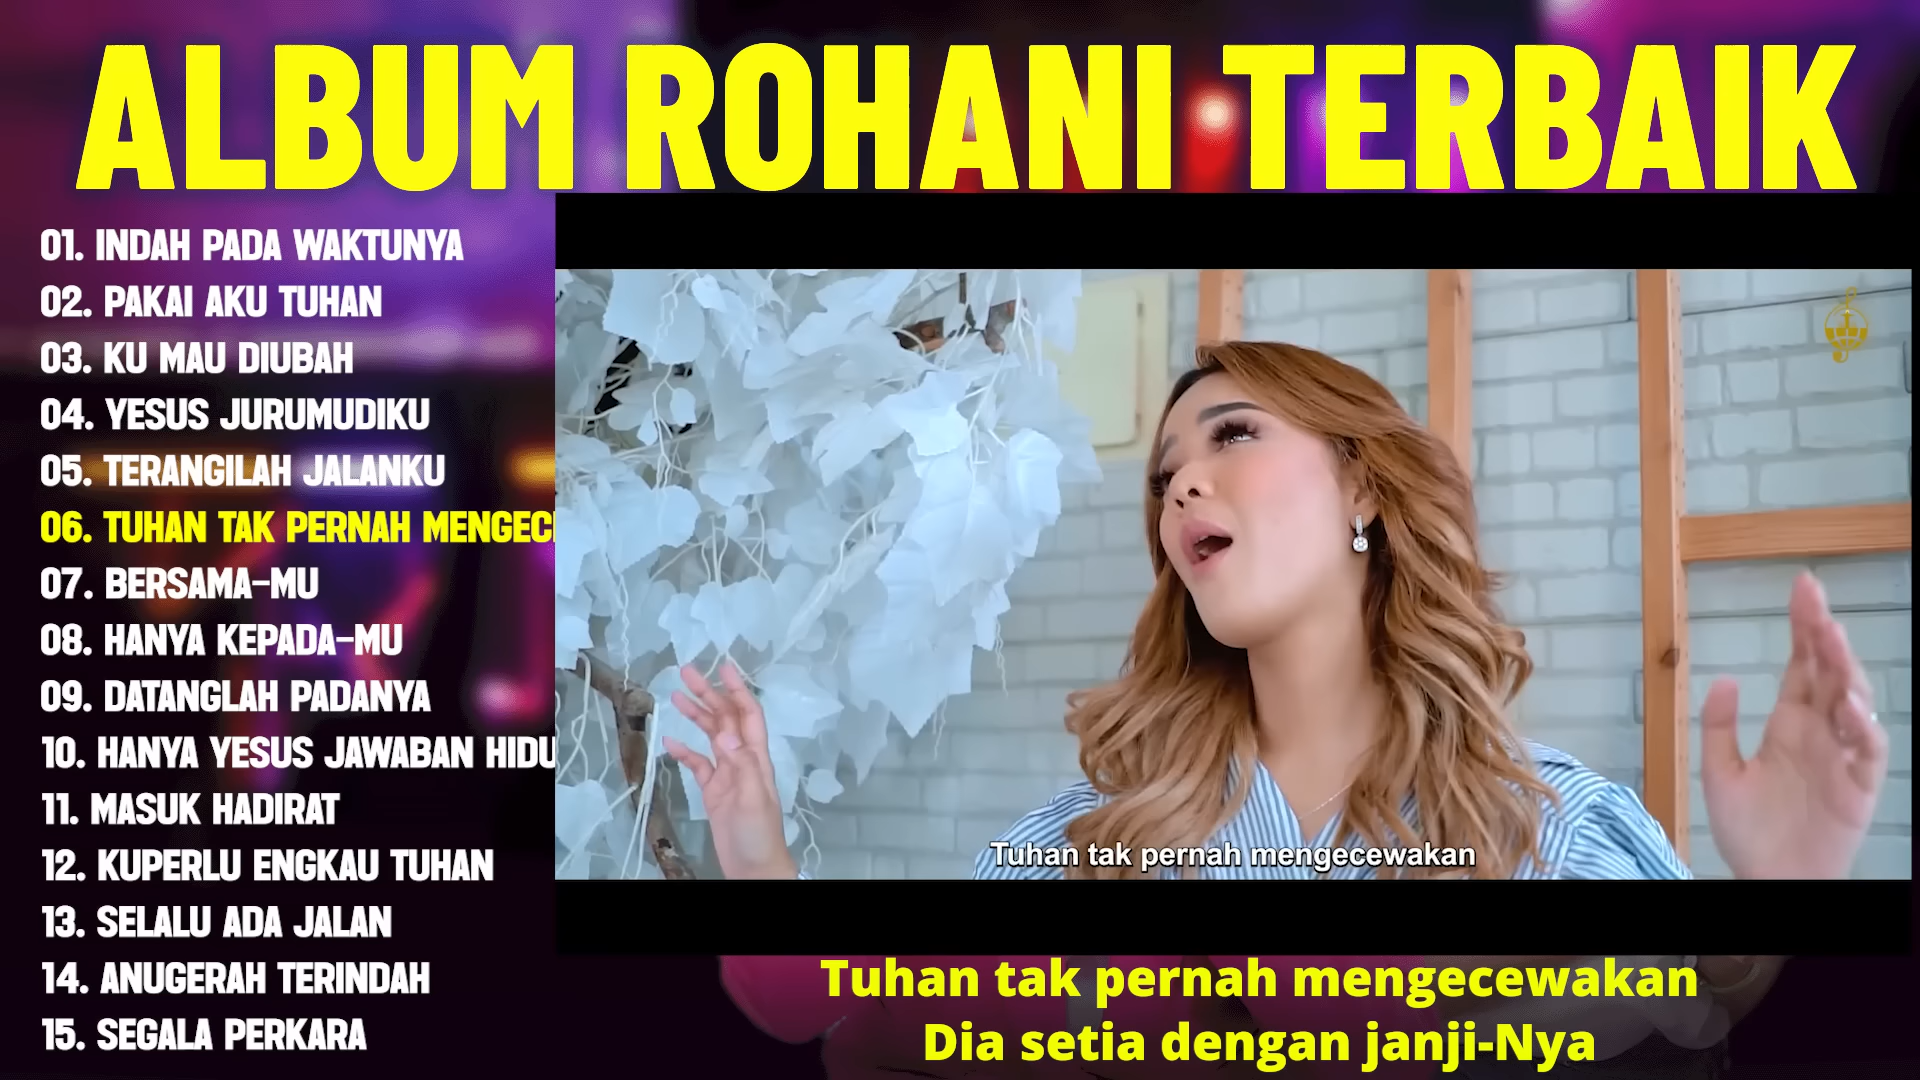 ALBUM ROHANI TERBAIK
01. INDAH PADA WAKTUNYA
02. PAKAI AKU TUHAN
03. KU MAU DIUBAH
04. YESUS JURUMUDIKU
05. TERANGILAH JALANKU
06. TUHAN TAK PERNAH
07. BERSAMA-MU
08. HANYA KEPADA-MU
09. DATANGLAH PADANYA
10. HANYA YESUS JAWABAN
11. MASUK HADIRAT
12. KUPERLU ENGKAU TUHAN
13. SELALU ADA JALAN
14. ANUGERAH TERINDAH
15. SEGALA PERKARA
Tuhan tak pernah mengecewakan
Tuhan tak pernah mengecewakan
Dia setia dengan janji-Nya